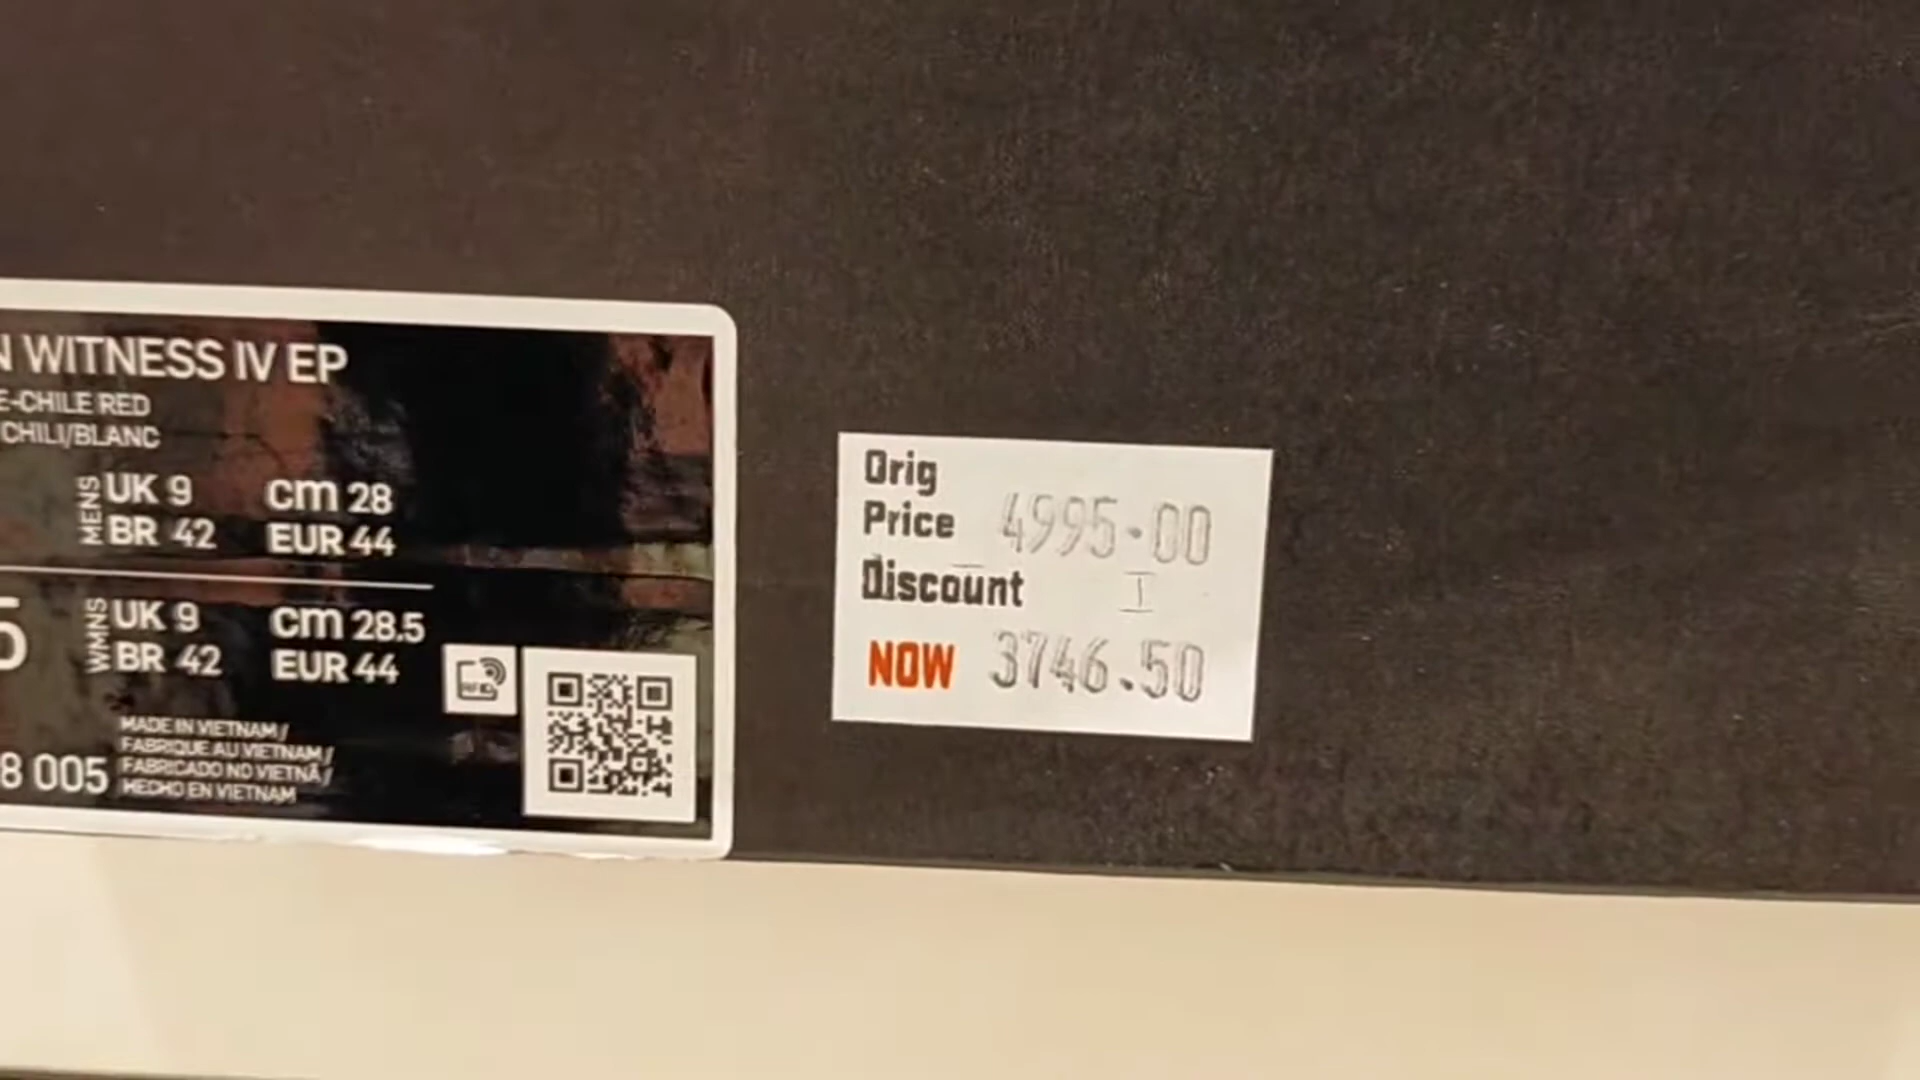 N WITNESS IV EP
E-CHILE RED
CHILI/BLANC
MENS UK 9 cm 28
BR 42 EUR 44
5 WMNS UK 9 cm 28.5
BR 42 EUR 44
8 005
MADE IN VIETNAM /
FABRIQUE AU VIETNAM /
FABRICADO NO VIETNÃ /
HECHO EN VIETNAM
Orig
Price 4995.00
Discount
NOW 3746.50